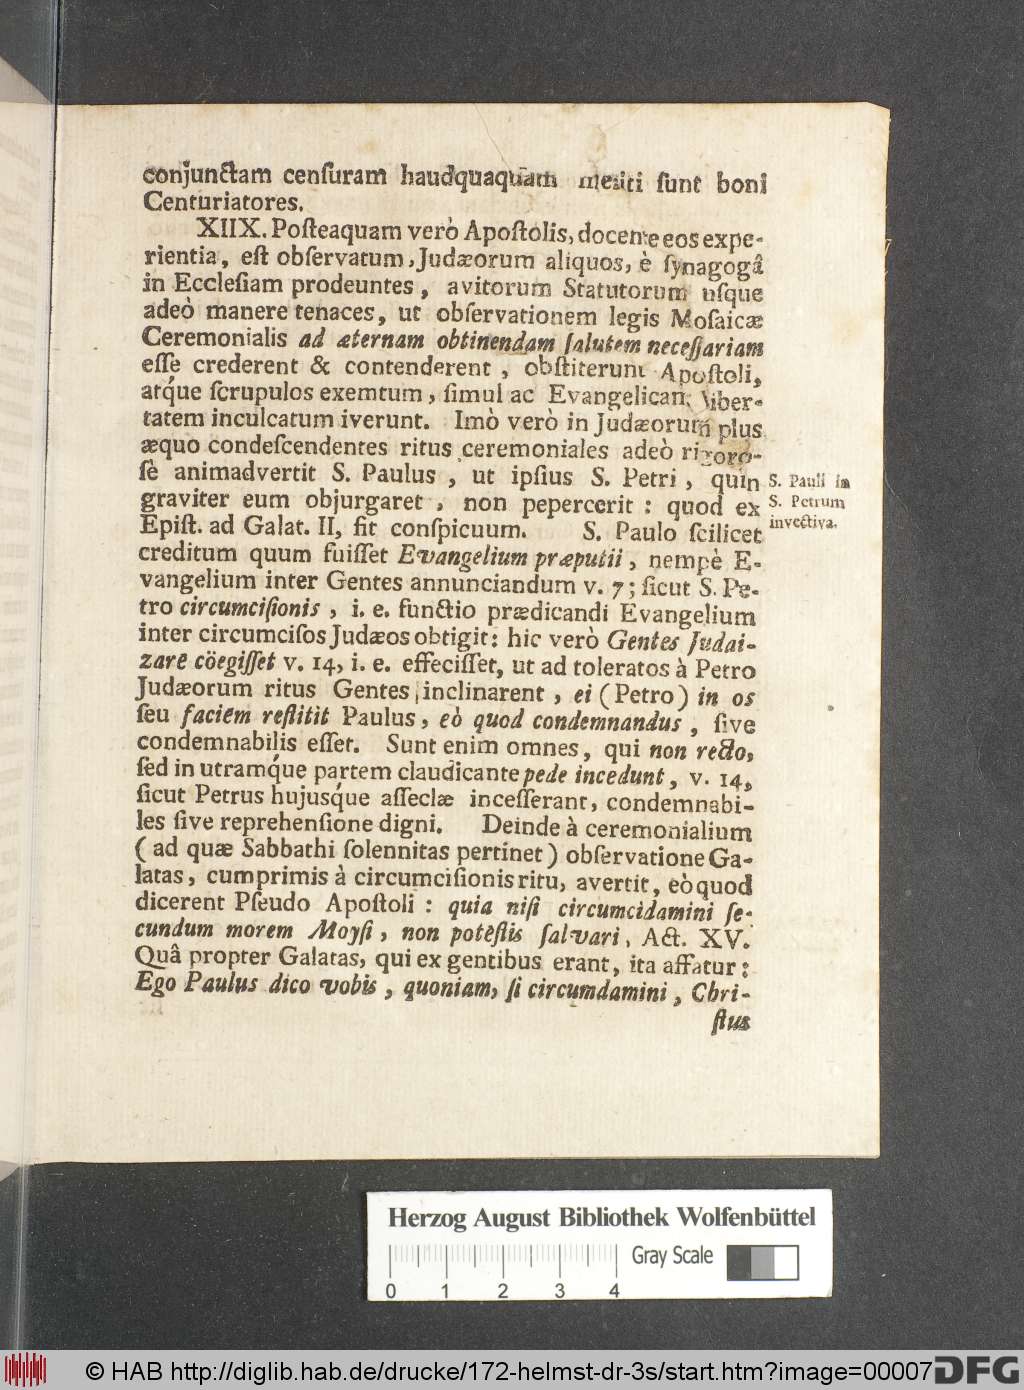 conjunctam cenſuram haudquaquam meriti ſunt boni
Centuriatores.
XIIX. Poſteaquam verò Apoſtolis, docente eos expe-
rientia, eſt obſervatum, Judæorum aliquos, è ſynagogâ
in Eccleſiam prodeuntes, avitorum Statutorum uſque
adeò manere tenaces, ut obſervationem legis Moſaicæ
Ceremonialis ad æternam obtinendam ſalutem neceſſariam
eſſe crederent & contenderent, obſtiterunt Apoſtoli,
atq́ue ſcrupulos exemtum, ſimul ac Evangelicam liber-
tatem inculcatum iverunt. Imò verò in Judæorum plus
æquo condeſcendentes ritus ceremoniales adeò rigoro-
ſè animadvertit S. Paulus, ut ipſius S. Petri, quin
graviter eum objurgaret, non pepercerit: quod ex
Epiſt. ad Galat. II, fit conſpicuum. S. Paulo ſcilicet
creditum quum fuiſſet Evangelium præputii, nempè E-
vangelium inter Gentes annunciandum v. 7; ſicut S. Pe-
tro circumciſionis, i. e. functio prædicandi Evangelium
inter circumciſos Judæos obtigit: hic verò Gentes Judai-
zare cöegiſſet v. 14, i. e. effeciſſet, ut ad toleratos à Petro
Judæorum ritus Gentes inclinarent, ei (Petro) in os
ſeu faciem reſtitit Paulus, eò quod condemnandus, ſive
condemnabilis eſſet. Sunt enim omnes, qui non recto,
ſed in utramq́ue partem claudicante pede incedunt, v. 14,
ſicut Petrus hujusq́ue aſſeclæ inceſſerant, condemnabi-
les ſive reprehenſione digni. Deinde à ceremonialium
(ad quæ Sabbathi ſolennitas pertinet) obſervatione Ga-
latas, cumprimis à circumciſionis ritu, avertit, eò quod
dicerent Pſeudo Apoſtoli: quia niſi circumcidamini ſe-
cundum morem Moyſi, non poteſtis ſalvari, Act. XV.
Quâ propter Galatas, qui ex gentibus erant, ita affatur:
Ego Paulus dico vobis, quoniam, ſi circumdamini, Chri-
ſtus
S. Pauli in
S. Petrum
invectiva.
Herzog August Bibliothek Wolfenbüttel
Gray Scale
0 1 2 3 4
© HAB http://diglib.hab.de/drucke/172-helmst-dr-3s/start.htm?image=00007
DFG